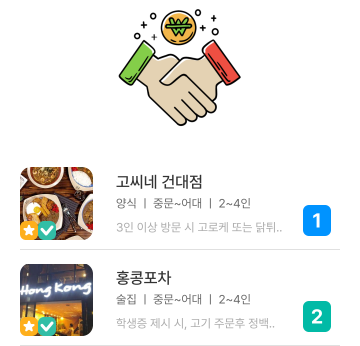 고씨네 건대점
양식 | 중문~어대 | 2~4인
3인 이상 방문 시 고로케 또는 닭튀..
1
Hong Kong
홍콩포차
술집 | 중문~어대 | 2~4인
학생증 제시 시, 고기 주문후 정백..
2